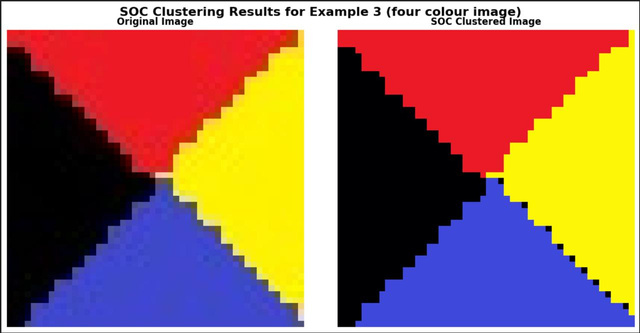 SOC Clustering Results for Example 3 (four colour image)
Original Image
SOC Clustered Image